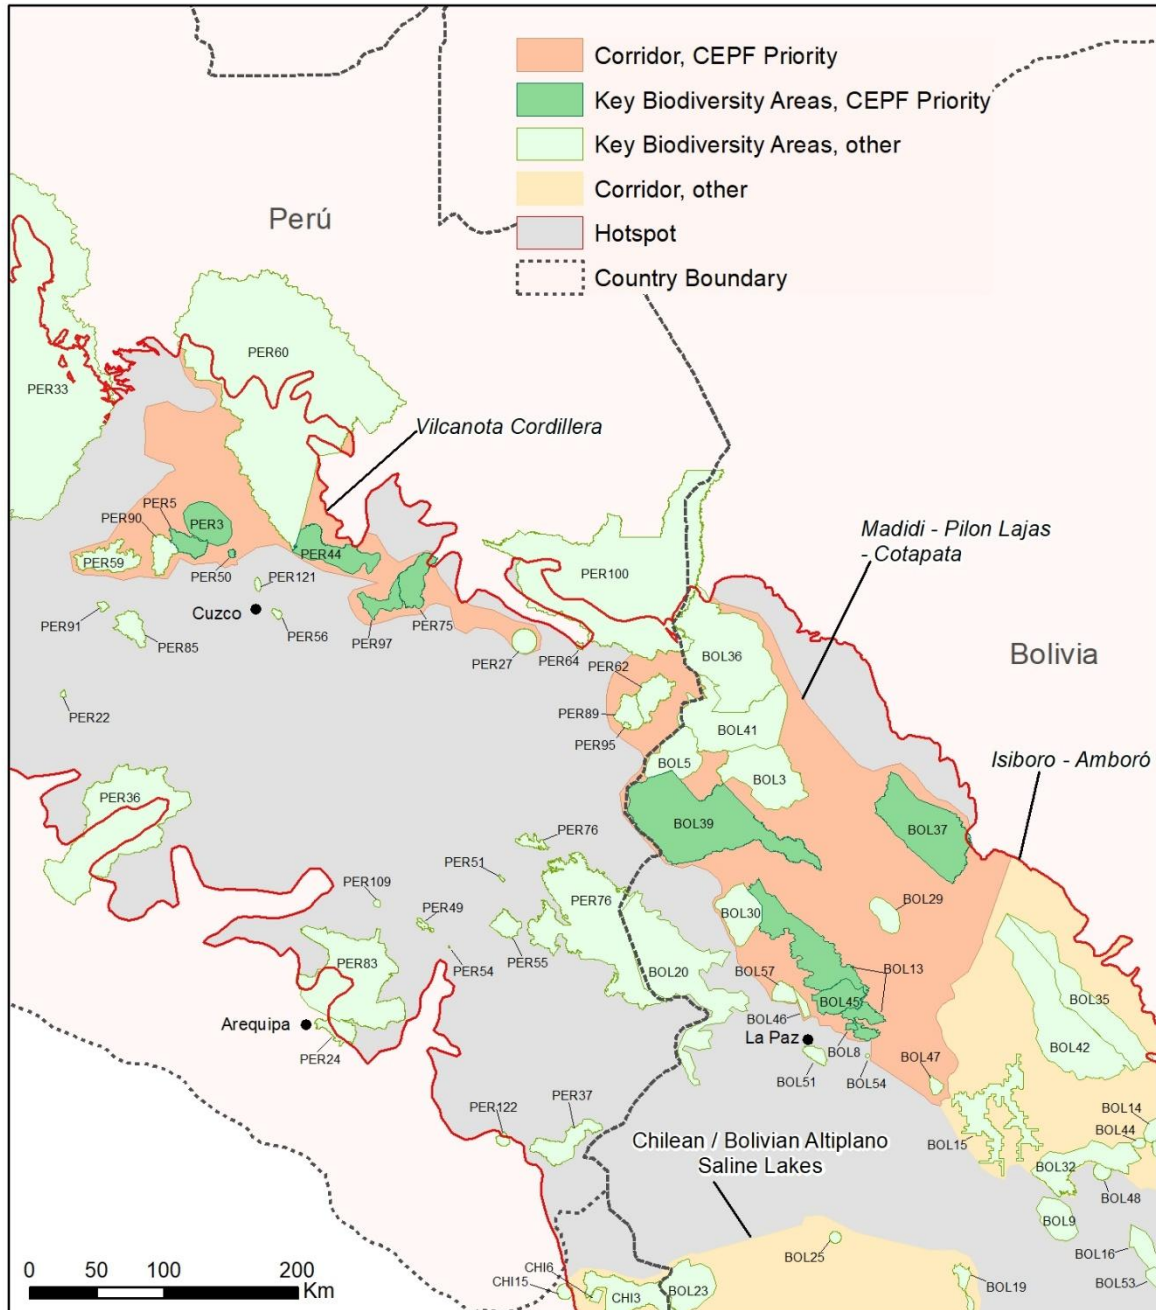 Corridor, CEPF Priority
Key Biodiversity Areas, CEPF Priority
Key Biodiversity Areas, other
Corridor, other
Hotspot
Country Boundary
Perú
PER60
PER33
Vilcanota Cordillera
PER5
PER90
PER3
PER59
PER50
PER44
PER121
Cuzco
PER56
PER91
PER85
PER97
PER75
PER27
PER64
PER100
PER62
PER89
PER95
PER22
Madidi - Pilon Lajas
- Cotapata
Bolivia
BOL36
BOL41
BOL5
BOL3
Isiboro - Amboró
BOL39
BOL37
PER36
PER76
PER51
PER76
PER109
PER49
PER54
PER55
PER83
Arequipa
PER24
BOL30
BOL29
BOL20
BOL57
BOL13
BOL45
BOL46
La Paz
BOL8
BOL51
BOL54
BOL47
BOL35
BOL42
PER122
PER37
BOL14
BOL44
BOL15
BOL32
BOL48
BOL9
BOL16
BOL53
Chilean / Bolivian Altiplano
Saline Lakes
BOL25
BOL19
CHI6
CHI15
CHI3
BOL23
0 50 100 200
Km